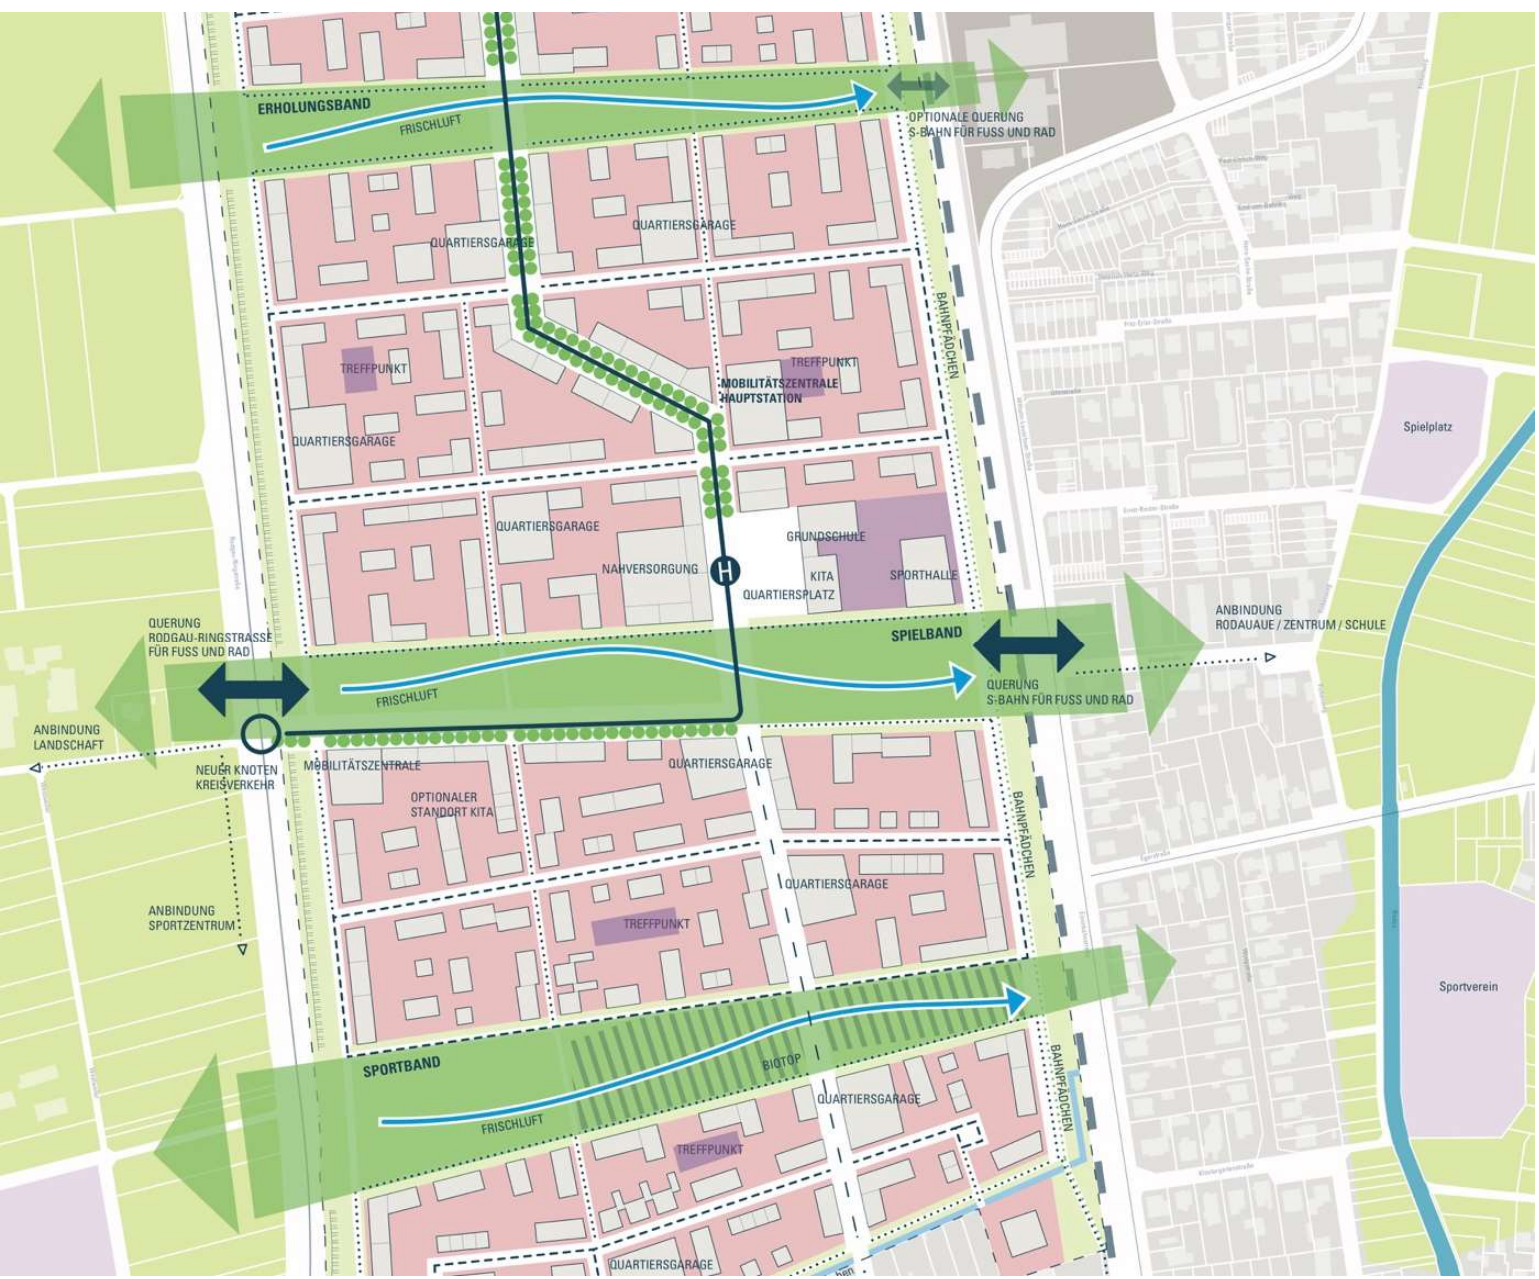 ERHOLUNGSBAND
FRISCHLUFT
OPTIONALE QUERUNG
S-BAHN FÜR FUSS UND RAD
QUARTIERSGARAGE
QUARTIERSGARAGE
BAHNPFÄDCHEN
TREFFPUNKT
TREFFPUNKT
MOBILITÄTSZENTRALE
HAUPTSTATION
QUARTIERSGARAGE
Spielplatz
QUARTIERSGARAGE
GRUNDSCHULE
NAHVERSORGUNG
H
KITA
SPORTHALLE
QUARTIERSPLATZ
QUERUNG
RODGAU-RINGSTRASSE
FÜR FUSS UND RAD
SPIELBAND
ANBINDUNG
RODAUAUE / ZENTRUM / SCHULE
FRISCHLUFT
QUERUNG
S-BAHN FÜR FUSS UND RAD
ANBINDUNG
LANDSCHAFT
NEUER KNOTEN
KREISVERKEHR
MOBILITÄTSZENTRALE
QUARTIERSGARAGE
OPTIONALER
STANDORT KITA
BAHNPFÄDCHEN
QUARTIERSGARAGE
ANBINDUNG
SPORTZENTRUM
TREFFPUNKT
Sportverein
SPORTBAND
BIOTOP
FRISCHLUFT
BAHNPFÄDCHEN
QUARTIERSGARAGE
TREFFPUNKT
QUARTIERSGARAGE